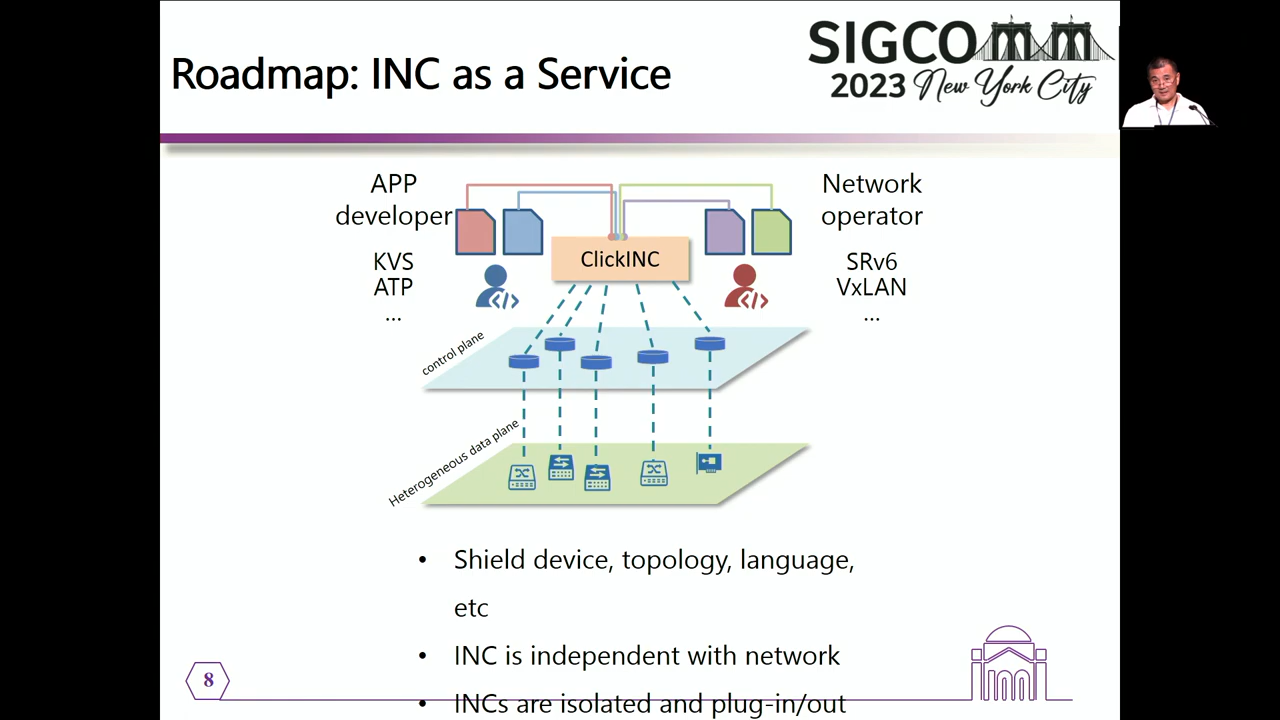 Roadmap: INC as a Service
SIGCOMM
2023 New York City
APP
developer
KVS
ATP
...
ClickINC
Network
operator
SRv6
VxLAN
...
control plane
Heterogeneous data plane
• Shield device, topology, language,
etc
• INC is independent with network
• INCs are isolated and plug-in/out
8